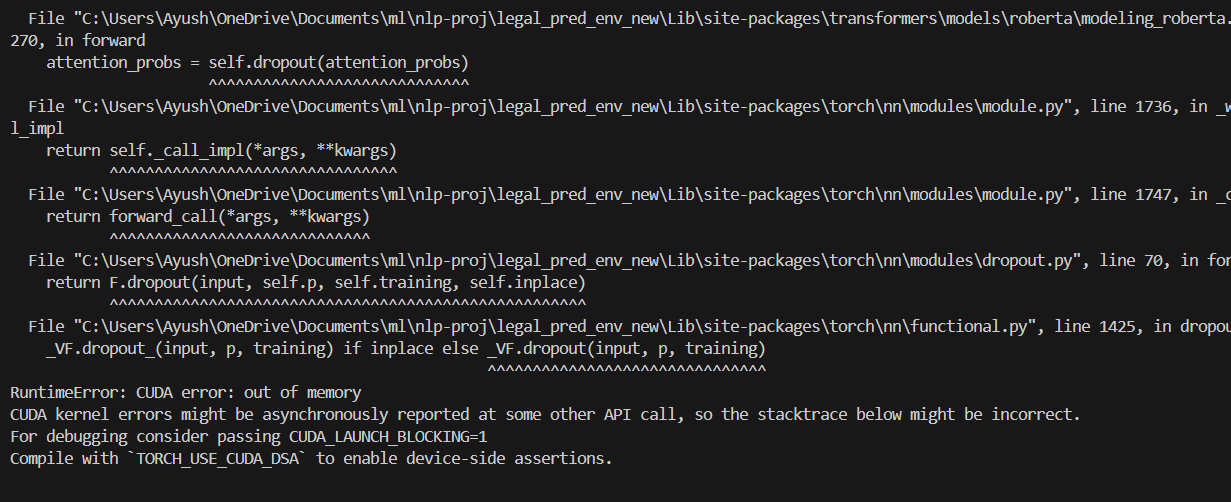 File "C:\Users\Ayush\OneDrive\Documents\ml\nlp-proj\legal_pred_env_new\Lib\site-packages\transformers\models\roberta\modeling_roberta.
270, in forward
    attention_probs = self.dropout(attention_probs)
                      ^^^^^^^^^^^^^^^^^^^^^^^^^^^^^
  File "C:\Users\Ayush\OneDrive\Documents\ml\nlp-proj\legal_pred_env_new\Lib\site-packages\torch\nn\modules\module.py", line 1736, in _w
l_impl
    return self._call_impl(*args, **kwargs)
           ^^^^^^^^^^^^^^^^^^^^^^^^^^^^^^^^
  File "C:\Users\Ayush\OneDrive\Documents\ml\nlp-proj\legal_pred_env_new\Lib\site-packages\torch\nn\modules\module.py", line 1747, in _c
    return forward_call(*args, **kwargs)
           ^^^^^^^^^^^^^^^^^^^^^^^^^^^^^
  File "C:\Users\Ayush\OneDrive\Documents\ml\nlp-proj\legal_pred_env_new\Lib\site-packages\torch\nn\modules\dropout.py", line 70, in for
    return F.dropout(input, self.p, self.training, self.inplace)
           ^^^^^^^^^^^^^^^^^^^^^^^^^^^^^^^^^^^^^^^^^^^^^^^^^^^^^
  File "C:\Users\Ayush\OneDrive\Documents\ml\nlp-proj\legal_pred_env_new\Lib\site-packages\torch\nn\functional.py", line 1425, in dropou
    _VF.dropout_(input, p, training) if inplace else _VF.dropout(input, p, training)
                                                     ^^^^^^^^^^^^^^^^^^^^^^^^^^^^^^^
RuntimeError: CUDA error: out of memory
CUDA kernel errors might be asynchronously reported at some other API call, so the stacktrace below might be incorrect.
For debugging consider passing CUDA_LAUNCH_BLOCKING=1
Compile with `TORCH_USE_CUDA_DSA` to enable device-side assertions.